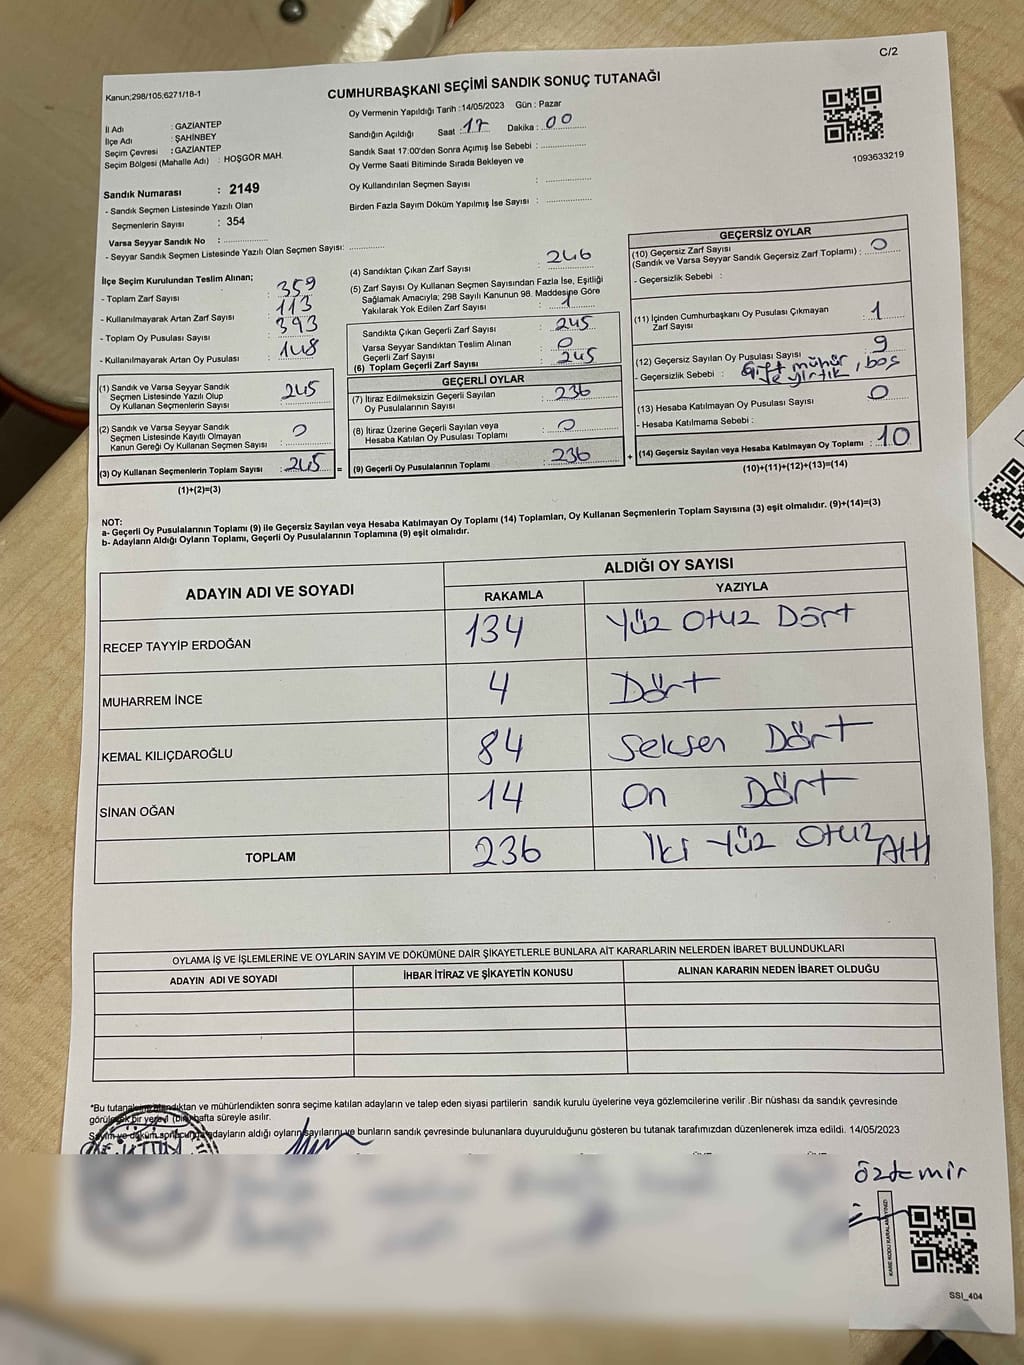 Kanun;298/105;6271/18-1
CUMHURBAŞKANI SEÇİMİ SANDIK SONUÇ TUTANAĞI
C/2
İl Adı : GAZİANTEP
İlçe Adı : ŞAHİNBEY
Seçim Çevresi : GAZİANTEP
Seçim Bölgesi (Mahalle Adı) : HOŞGÖR MAH.
Sandık Numarası : 2149
- Sandık Seçmen Listesinde Yazılı Olan
Seçmenlerin Sayısı : 354
Varsa Seyyar Sandık No :
- Seyyar Sandık Seçmen Listesinde Yazılı Olan Seçmen Sayısı:
Oy Vermenin Yapıldığı Tarih : 14/05/2023 Gün : Pazar
Sandığın Açıldığı Saat : 17 Dakika : 00
Sandık Saat 17:00'den Sonra Açımış İse Sebebi :
Oy Verme Saati Bitiminde Sırada Bekleyen ve
Oy Kullandırılan Seçmen Sayısı :
Birden Fazla Sayım Döküm Yapılmış İse Sayısı :
1093633219
İlçe Seçim Kurulundan Teslim Alınan;
- Toplam Zarf Sayısı : 359
- Kullanılmayarak Artan Zarf Sayısı : 113
- Toplam Oy Pusulası Sayısı : 393
- Kullanılmayarak Artan Oy Pusulası : 148
(1) Sandık ve Varsa Seyyar Sandık
Seçmen Listesinde Yazılı Olup
Oy Kullanan Seçmenlerin Sayısı : 245
(2) Sandık ve Varsa Seyyar Sandık
Seçmen Listesinde Kayıtlı Olmayan
Kanun Gereği Oy Kullanan Seçmen Sayısı : 0
(3) Oy Kullanan Seçmenlerin Toplam Sayısı : 245 =
(1)+(2)=(3)
(4) Sandıktan Çıkan Zarf Sayısı : 246
(5) Zarf Sayısı Oy Kullanan Seçmen Sayısından Fazla İse, Eşitliği
Sağlamak Amacıyla; 298 Sayılı Kanunun 98. Maddesine Göre
Yakılarak Yok Edilen Zarf Sayısı : 1
Sandıkta Çıkan Geçerli Zarf Sayısı : 245
Varsa Seyyar Sandıktan Teslim Alınan
Geçerli Zarf Sayısı : 0
(6) Toplam Geçerli Zarf Sayısı : 245
GEÇERLİ OYLAR
(7) İtiraz Edilmeksizin Geçerli Sayılan
Oy Pusulalarının Sayısı : 236
(8) İtiraz Üzerine Geçerli Sayılan veya
Hesaba Katılan Oy Pusulası Toplamı : 0
(9) Geçerli Oy Pusulalarının Toplamı : 236 +
GEÇERSİZ OYLAR
(10) Geçersiz Zarf Sayısı
(Sandık ve Varsa Seyyar Sandık Geçersiz Zarf Toplamı) : 0
- Geçersizlik Sebebi :
(11) İçinden Cumhurbaşkanı Oy Pusulası Çıkmayan
Zarf Sayısı : 1
(12) Geçersiz Sayılan Oy Pusulası Sayısı : 9
- Geçersizlik Sebebi : Çift mühür, boş
ve yırtık
(13) Hesaba Katılmayan Oy Pusulası Sayısı : 0
- Hesaba Katılmama Sebebi :
(14) Geçersiz Sayılan veya Hesaba Katılmayan Oy Toplamı : 10
(10)+(11)+(12)+(13)=(14)
NOT:
a- Geçerli Oy Pusulalarının Toplamı (9) ile Geçersiz Sayılan veya Hesaba Katılmayan Oy Toplamı (14) Toplamları, Oy Kullanan Seçmenlerin Toplam Sayısına (3) eşit olmalıdır. (9)+(14)=(3)
b- Adayların Aldığı Oyların Toplamı, Geçerli Oy Pusulalarının Toplamına (9) eşit olmalıdır.
ADAYIN ADI VE SOYADI
ALDIĞI OY SAYISI
RAKAMLA YAZIYLA
RECEP TAYYİP ERDOĞAN 134 Yüz Otuz Dört
MUHARREM İNCE 4 Dört
KEMAL KILIÇDAROĞLU 84 Seksen Dört
SİNAN OĞAN 14 On Dört
TOPLAM 236 İki Yüz Otuz Altı
OYLAMA İŞ VE İŞLEMLERİNE VE OYLARIN SAYIM VE DÖKÜMÜNE DAİR ŞİKAYETLERLE BUNLARA AİT KARARLARIN NELERDEN İBARET BULUNDUKLARI
ADAYIN ADI VE SOYADI İHBAR İTİRAZ VE ŞİKAYETİN KONUSU ALINAN KARARIN NEDEN İBARET OLDUĞU
*Bu tutanak imzalandıktan ve mühürlendikten sonra seçime katılan adayların ve talep eden siyasi partilerin sandık kurulu üyelerine veya gözlemcilerine verilir .Bir nüshası da sandık çevresinde
görülecek bir yere 1 (bir) hafta süreyle asılır.
Sayım ve döküm sonucunda adayların aldığı oyların sayılarını ve bunların sandık çevresinde bulunanlara duyurulduğunu gösteren bu tutanak tarafımızdan düzenlenerek imza edildi. 14/05/2023
Özdemir
KARE KODU KARALAMAYINIZ!
SSI_404